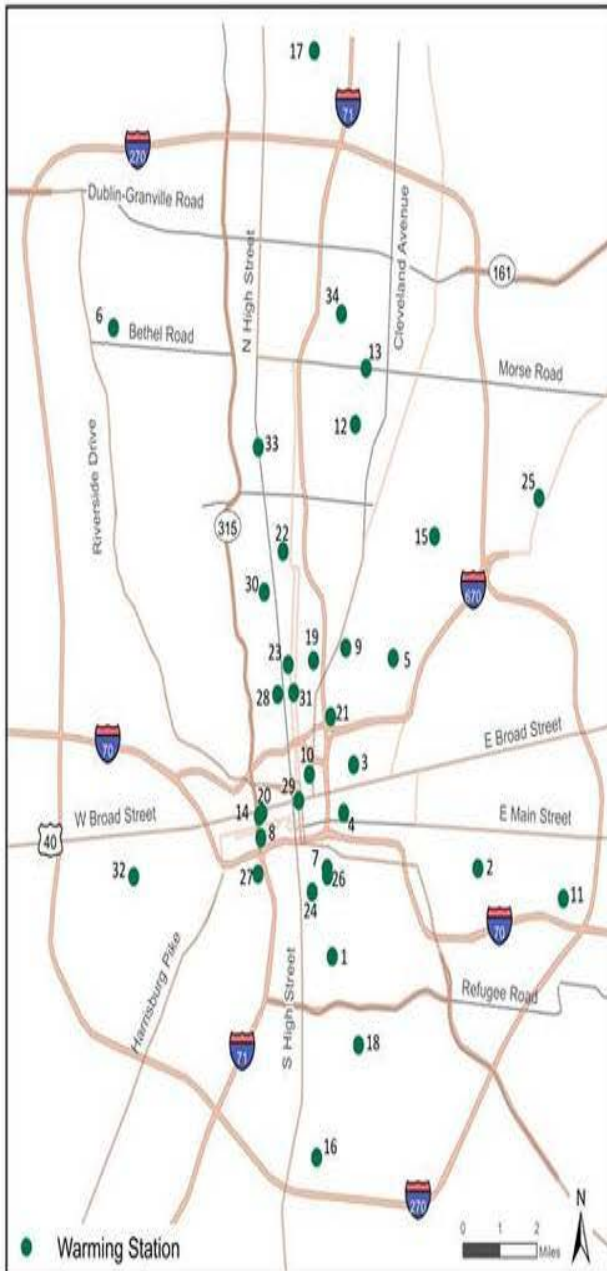 17
71
270
Dublin-Granville Road
N High Street
Cleveland Avenue
161
34
6
Bethel Road
13
Morse Road
12
33
Riverside Drive
25
315
22
15
30
670
9
19
23
5
28
31
21
70
E Broad Street
10
3
29
20
14
W Broad Street
4
E Main Street
40
8
7
2
32
27
26
11
24
70
1
Harrisburg Pike
S High Street
Refugee Road
18
71
16
270
N
0 1 2
Miles
Warming Station